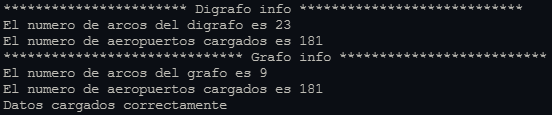 *********************** Digrafo info ****************************
El numero de arcos del digrafo es 23
El numero de aeropuertos cargados es 181
****************************** Grafo info **************************
El numero de arcos del grafo es 9
El numero de aeropuertos cargados es 181
Datos cargados correctamente